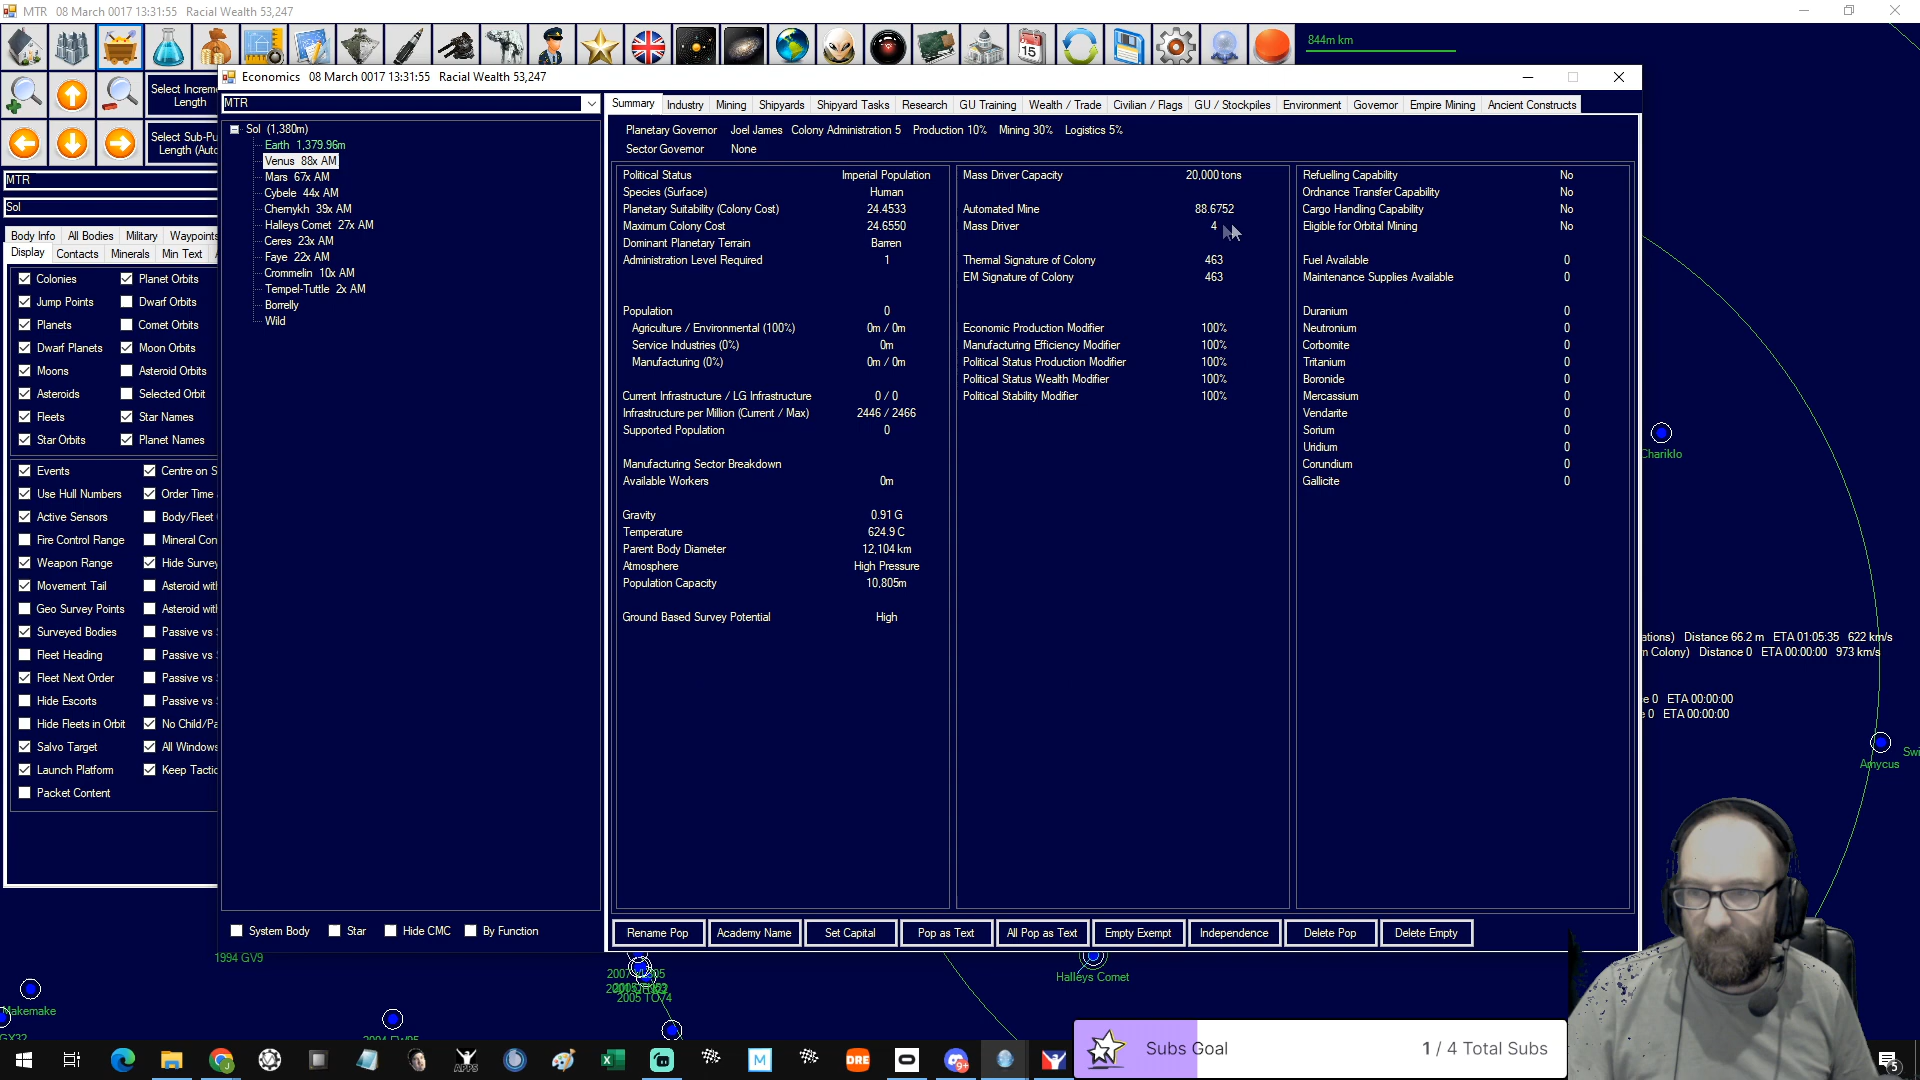 MTR 08 March 0017 13:31:55 Racial Wealth 53,247
844m km
Select Increm
Length
Select Sub-Pu
Length (Auto
MTR
Sol
Body Info All Bodies Military Waypoints
Display Contacts Minerals Min Text
Colonies Planet Orbits
Jump Points Dwarf Orbits
Planets Comet Orbits
Dwarf Planets Moon Orbits
Moons Asteroid Orbits
Asteroids Selected Orbit
Fleets Star Names
Star Orbits Planet Names
Events Centre on S
Use Hull Numbers Order Time
Active Sensors Body/Fleet
Fire Control Range Mineral Con
Weapon Range Hide Survey
Movement Tail Asteroid with
Geo Survey Points Asteroid with
Surveyed Bodies Passive vs
Fleet Heading Passive vs
Fleet Next Order Passive vs
Hide Escorts Passive vs
Hide Fleets in Orbit No Child/Pa
Salvo Target All Windows
Launch Platform Keep Tactic
Packet Content
Economics 08 March 0017 13:31:55 Racial Wealth 53,247
MTR
Sol (1,380m)
Earth 1,379.96m
Venus 88x AM
Mars 67x AM
Cybele 44x AM
Chernykh 39x AM
Halleys Comet 27x AM
Ceres 23x AM
Faye 22x AM
Crommelin 10x AM
Tempel-Tuttle 2x AM
Borrelly
Wild
System Body Star Hide CMC By Function
Summary Industry Mining Shipyards Shipyard Tasks Research GU Training Wealth / Trade Civilian / Flags GU / Stockpiles Environment Governor Empire Mining Ancient Constructs
Planetary Governor Joel James Colony Administration 5 Production 10% Mining 30% Logistics 5%
Sector Governor None
Political Status Imperial Population
Species (Surface) Human
Planetary Suitability (Colony Cost) 24.4533
Maximum Colony Cost 24.6550
Dominant Planetary Terrain Barren
Administration Level Required 1
Population 0
Agriculture / Environmental (100%) 0m / 0m
Service Industries (0%) 0m
Manufacturing (0%) 0m / 0m
Current Infrastructure / LG Infrastructure 0 / 0
Infrastructure per Million (Current / Max) 2446 / 2466
Supported Population 0
Manufacturing Sector Breakdown
Available Workers 0m
Gravity 0.91 G
Temperature 624.9 C
Parent Body Diameter 12,104 km
Atmosphere High Pressure
Population Capacity 10,805m
Ground Based Survey Potential High
Mass Driver Capacity 20,000 tons
Automated Mine 88.6752
Mass Driver 4
Thermal Signature of Colony 463
EM Signature of Colony 463
Economic Production Modifier 100%
Manufacturing Efficiency Modifier 100%
Political Status Production Modifier 100%
Political Status Wealth Modifier 100%
Political Stability Modifier 100%
Refuelling Capability No
Ordnance Transfer Capability No
Cargo Handling Capability No
Eligible for Orbital Mining No
Fuel Available 0
Maintenance Supplies Available 0
Duranium 0
Neutronium 0
Corbomite 0
Tritanium 0
Boronide 0
Mercassium 0
Vendarite 0
Sorium 0
Uridium 0
Corundium 0
Gallicite 0
Rename Pop Academy Name Set Capital Pop as Text All Pop as Text Empty Exempt Independence Delete Pop Delete Empty
Chariklo
ations) Distance 66.2 m ETA 01:05:35 622 km/s
n Colony) Distance 0 ETA 00:00:00 973 km/s
e 0 ETA 00:00:00
0 ETA 00:00:00
Swi
Amycus
1994 GV9
2005 TO74
Halleys Comet
Makemake
GX32
APPS
DRE
M
9+
15
Subs Goal 1 / 4 Total Subs
5